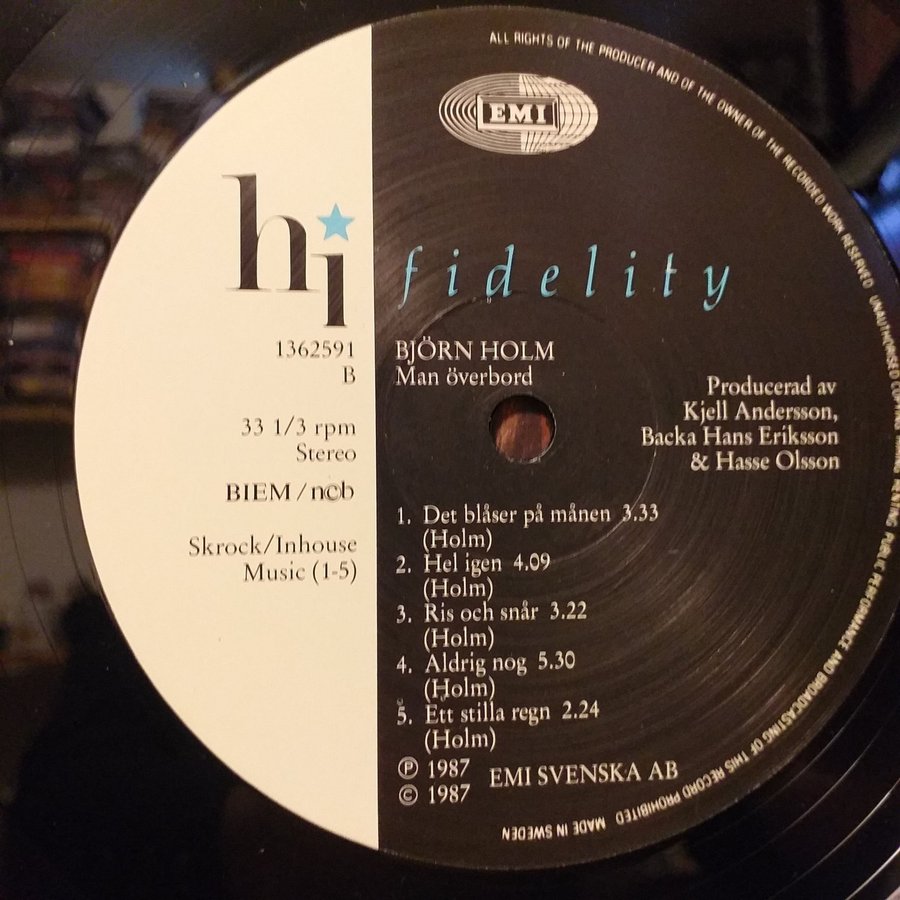 ALL RIGHTS OF THE PRODUCER AND OF THE OWNER OF THE RECORDED WORK RESERVED UNAUTHORISED PUBLIC PERFORMANCE AND BROADCASTING OF THIS RECORD PROHIBITED MADE IN SWEDEN
EMI
hi fidelity
1362591
B
33 1/3 rpm
Stereo
BIEM / n©b
Skrock/Inhouse
Music (1-5)
BJÖRN HOLM
Man överbord
Producerad av
Kjell Andersson,
Backa Hans Eriksson
& Hasse Olsson
1. Det blåser på månen 3.33
(Holm)
2. Hel igen 4.09
(Holm)
3. Ris och snår 3.22
(Holm)
4. Aldrig nog 5.30
(Holm)
5. Ett stilla regn 2.24
(Holm)
℗ 1987
© 1987
EMI SVENSKA AB